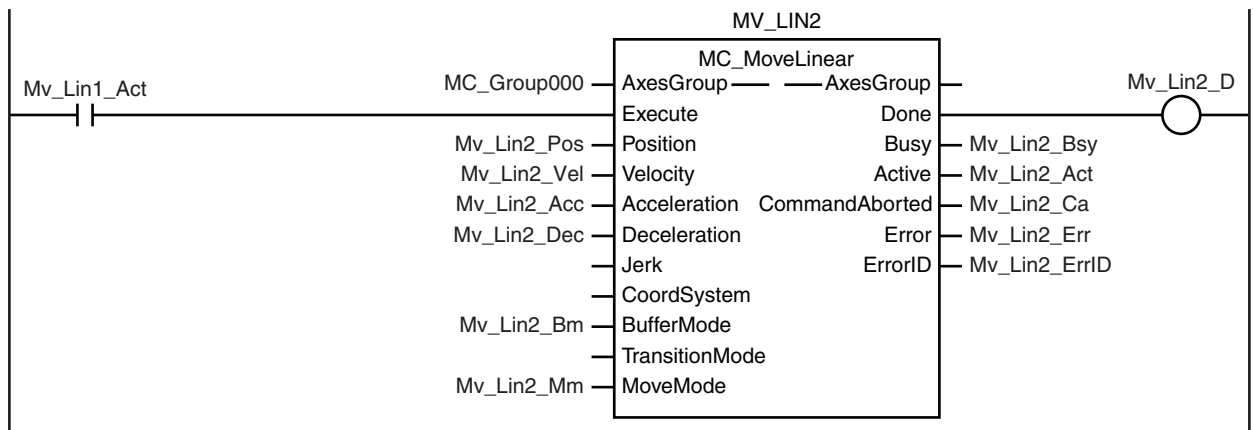 MV_LIN2
MC_MoveLinear
Mv_Lin1_Act
MC_Group000 AxesGroup AxesGroup Mv_Lin2_D
Execute Done
Mv_Lin2_Pos Position Busy Mv_Lin2_Bsy
Mv_Lin2_Vel Velocity Active Mv_Lin2_Act
Mv_Lin2_Acc Acceleration CommandAborted Mv_Lin2_Ca
Mv_Lin2_Dec Deceleration Error Mv_Lin2_Err
Jerk ErrorID Mv_Lin2_ErrID
CoordSystem
Mv_Lin2_Bm BufferMode
TransitionMode
Mv_Lin2_Mm MoveMode